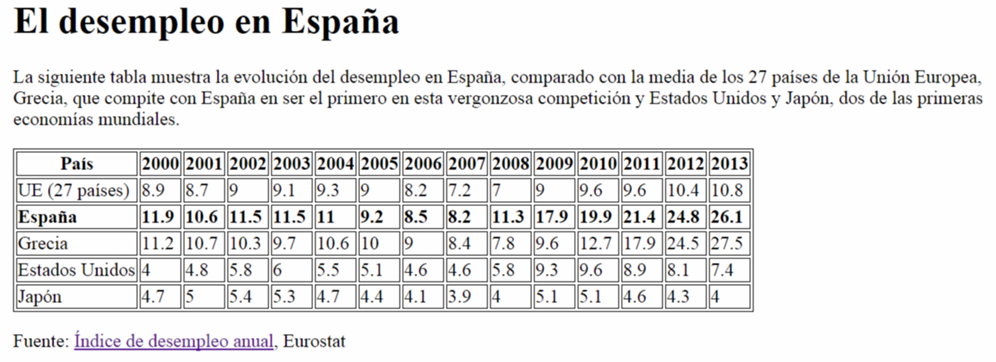 El desempleo en España
La siguiente tabla muestra la evolución del desempleo en España, comparado con la media de los 27 países de la Unión Europea,
Grecia, que compite con España en ser el primero en esta vergonzosa competición y Estados Unidos y Japón, dos de las primeras
economías mundiales.
País 2000 2001 2002 2003 2004 2005 2006 2007 2008 2009 2010 2011 2012 2013
UE (27 países) 8.9 8.7 9 9.1 9.3 9 8.2 7.2 7 9 9.6 9.6 10.4 10.8
España 11.9 10.6 11.5 11.5 11 9.2 8.5 8.2 11.3 17.9 19.9 21.4 24.8 26.1
Grecia 11.2 10.7 10.3 9.7 10.6 10 9 8.4 7.8 9.6 12.7 17.9 24.5 27.5
Estados Unidos 4 4.8 5.8 6 5.5 5.1 4.6 4.6 5.8 9.3 9.6 8.9 8.1 7.4
Japón 4.7 5 5.4 5.3 4.7 4.4 4.1 3.9 4 5.1 5.1 4.6 4.3 4
Fuente: Índice de desempleo anual, Eurostat